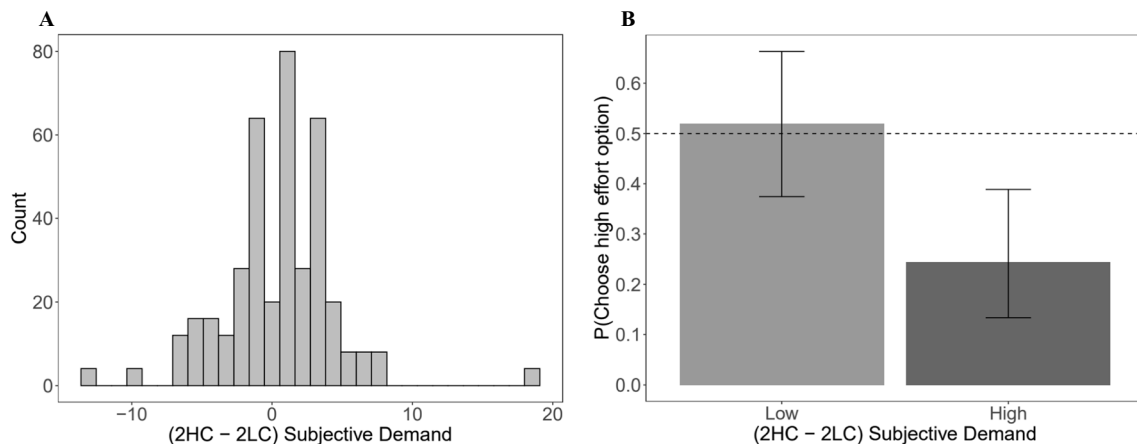 A
80
60
40
20
0
Count
−10
0
10
20
(2HC − 2LC) Subjective Demand
B
0.6
0.5
0.4
0.3
0.2
0.1
0.0
P(Choose high effort option)
Low
High
(2HC − 2LC) Subjective Demand